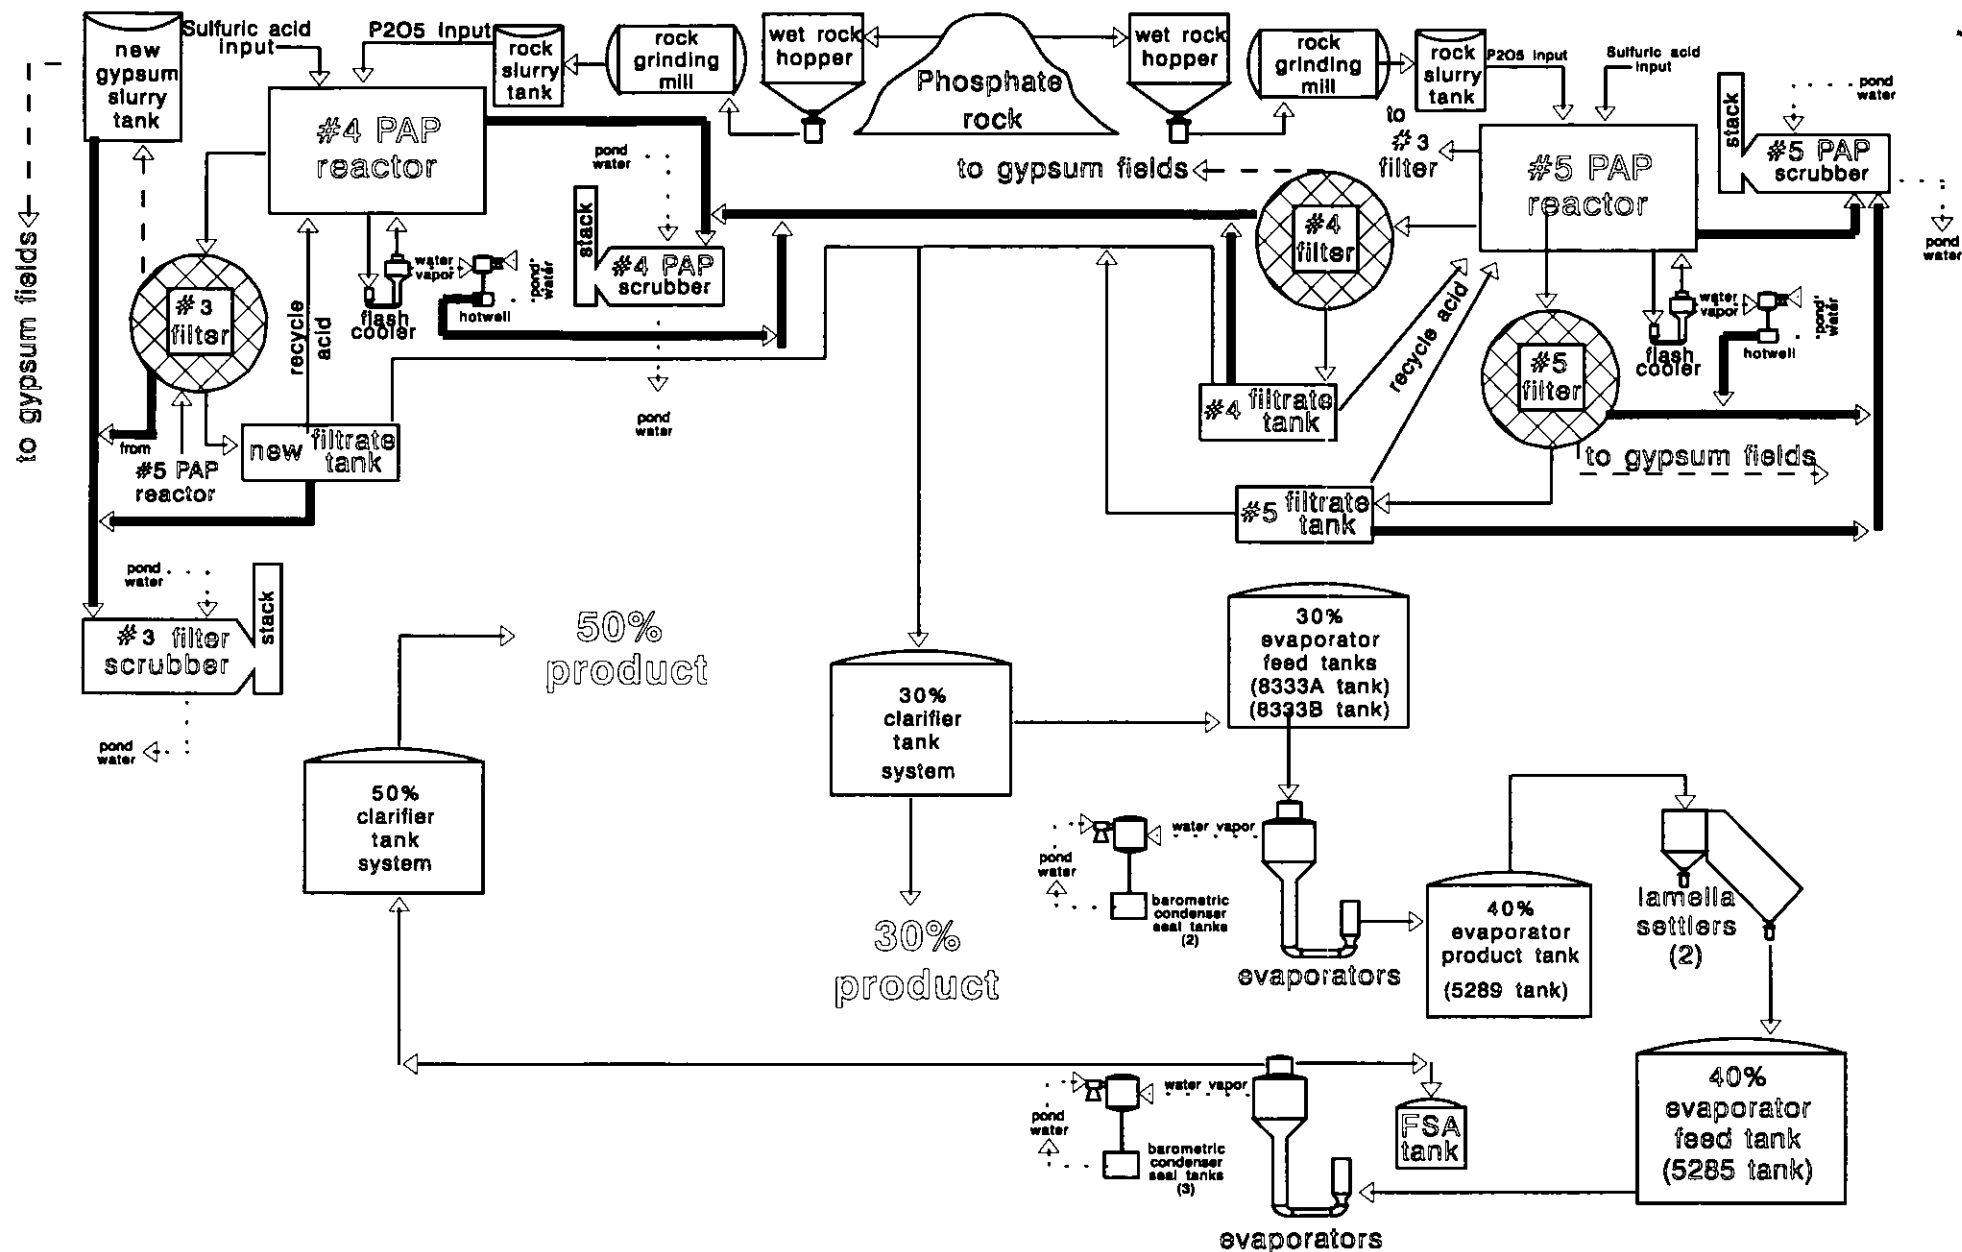 new
gypsum
slurry
tank
Sulfuric acid
input
P2O5 input
rock
slurry
tank
rock
grinding
mill
wet rock
hopper
Phosphate
rock
wet rock
hopper
rock
grinding
mill
rock
slurry
tank
P2O5 input
Sulfuric acid
input
pond
water
stack
#5 PAP
scrubber
pond
water
#4 PAP
reactor
pond
water
stack
#4 PAP
scrubber
pond
water
to gypsum fields
to
#3
filter
#5 PAP
reactor
#4
filter
to gypsum fields
#3
filter
recycle
acid
flash
cooler
water
vapor
hotwell
pond
water
recycle acid
#5
filter
flash
cooler
water
vapor
hotwell
pond
water
from
#5 PAP
reactor
new filtrate
tank
#4 filtrate
tank
to gypsum fields
#5 filtrate
tank
pond
water
stack
#3 filter
scrubber
pond
water
50%
product
30%
clarifier
tank
system
30%
evaporator
feed tanks
(8333A tank)
(8333B tank)
50%
clarifier
tank
system
30%
product
water vapor
pond
water
barometric
condenser
seal tanks
(2)
evaporators
40%
evaporator
product tank
(5289 tank)
lamella
settlers
(2)
water vapor
pond
water
barometric
condenser
seal tanks
(3)
evaporators
FSA
tank
40%
evaporator
feed tank
(5285 tank)